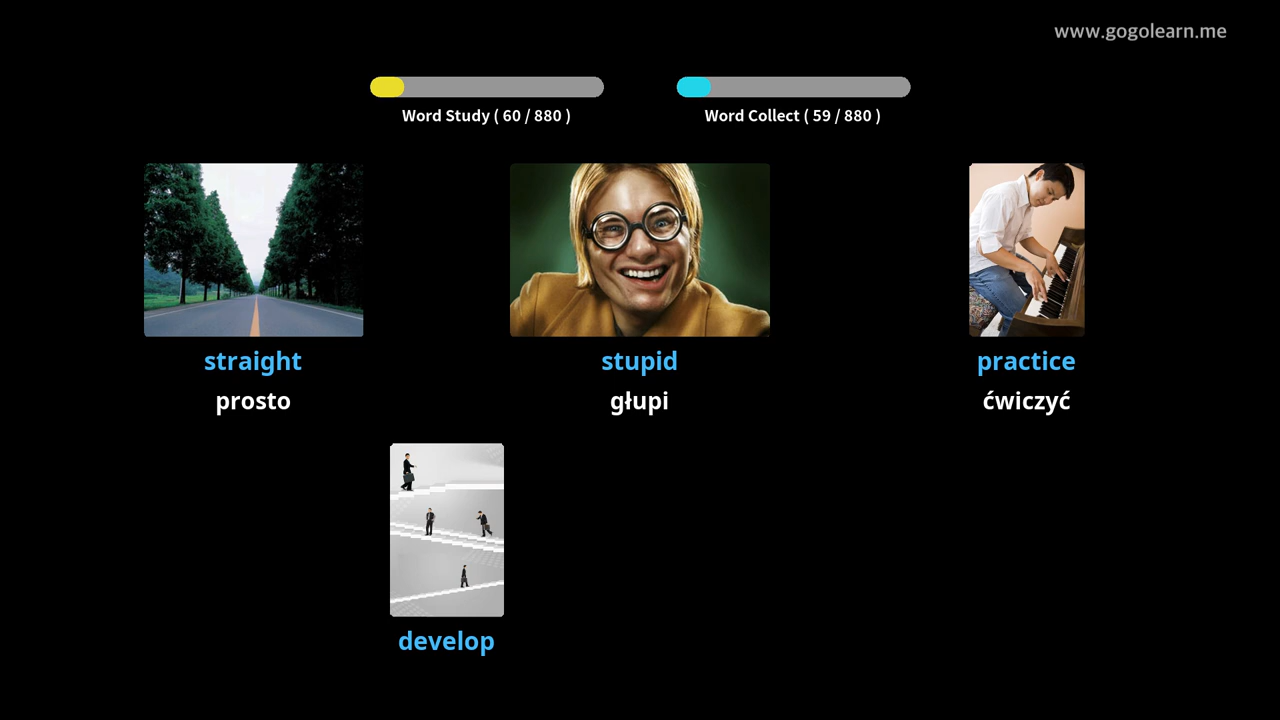 www.gogolearn.me
Word Study ( 60 / 880 )
Word Collect ( 59 / 880 )
straight
stupid
practice
prosto
głupi
ćwiczyć
develop